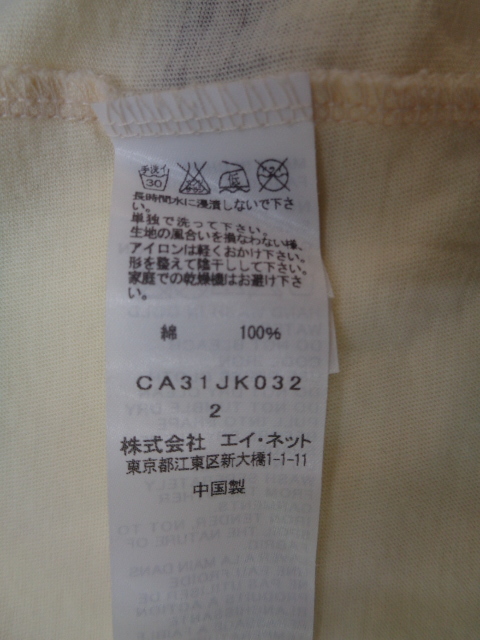 手洗イ
30
低
長時間水に浸漬しないで下さ
い。
単独で洗って下さい。
生地の風合いを損なわない様、
アイロンは軽くおかけ下さい。
形を整えて陰干しして下さい。
家庭での乾燥機はお避け下さ
い。
綿 100%
CA31JK032
2
株式会社 エイ・ネット
東京都江東区新大橋1-1-11
中国製